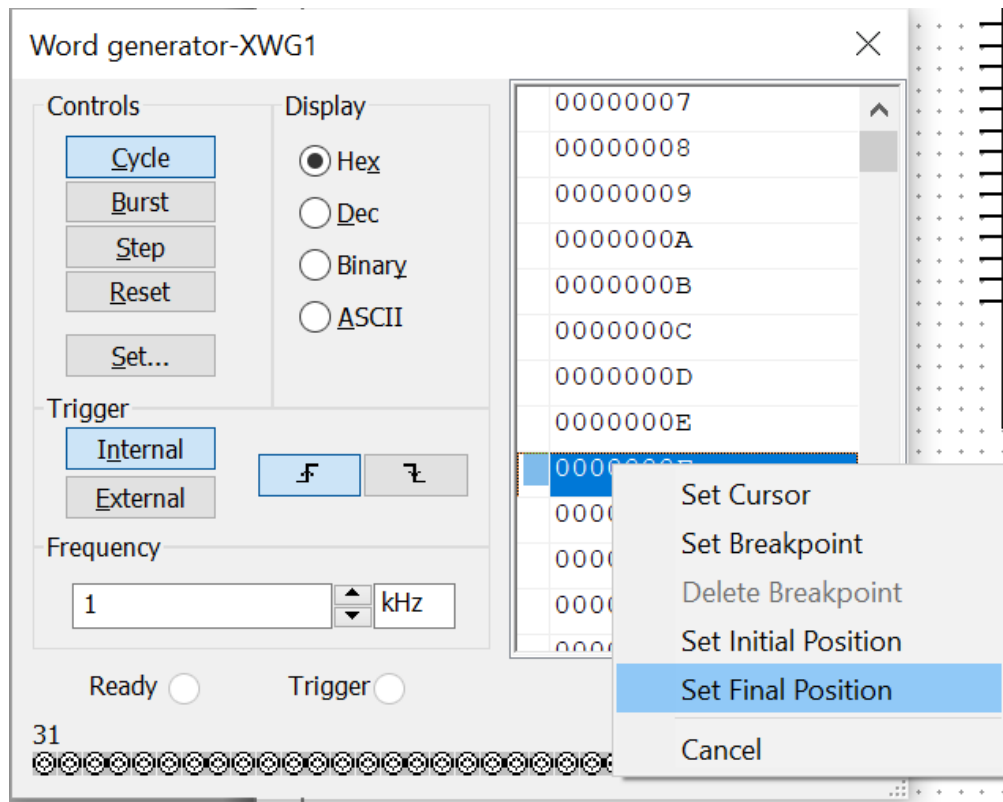 Word generator-XWG1
Controls
Cycle
Burst
Step
Reset
Set...
Display
Hex
Dec
Binary
ASCII
Trigger
Internal
External
Frequency
1
kHz
Ready
Trigger
31
00000007
00000008
00000009
0000000A
0000000B
0000000C
0000000D
0000000E
Set Cursor
Set Breakpoint
Delete Breakpoint
Set Initial Position
Set Final Position
Cancel